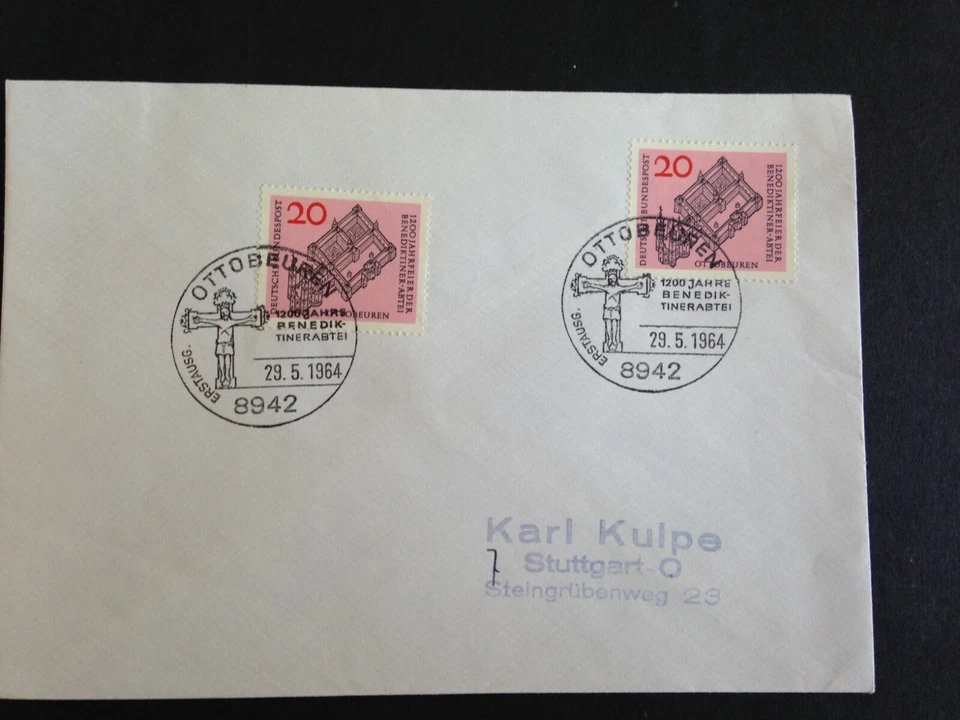 20
DEUTSCHE BUNDESPOST
1200 JAHRFEIER DER
BENEDIKTINER-ABTEI
OTTOBEUREN
OTTOBEUREN
1200 JAHRE
BENEDIK-
TINERABTEI
29.5.1964
8942
ERSTAUSG.
20
DEUTSCHE BUNDESPOST
1200 JAHRFEIER DER
BENEDIKTINER-ABTEI
OTTOBEUREN
OTTOBEUREN
1200 JAHRE
BENEDIK-
TINERABTEI
29.5.1964
8942
ERSTAUSG.
Karl Kulpe
7 Stuttgart-O
Steingrübenweg 23